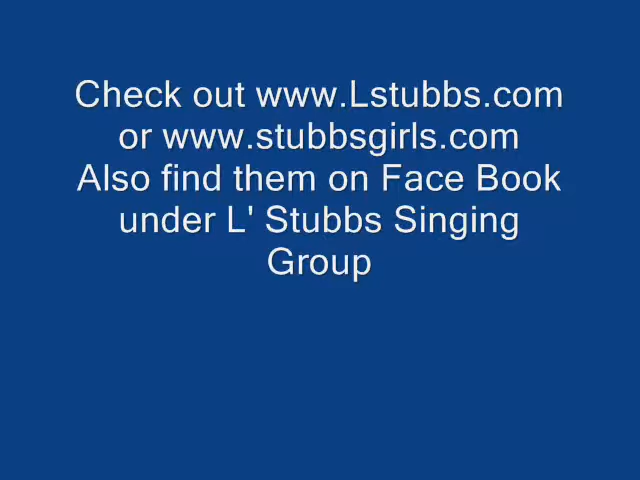 Check out www.Lstubbs.com
or www.stubbsgirls.com
Also find them on Face Book
under L' Stubbs Singing
Group